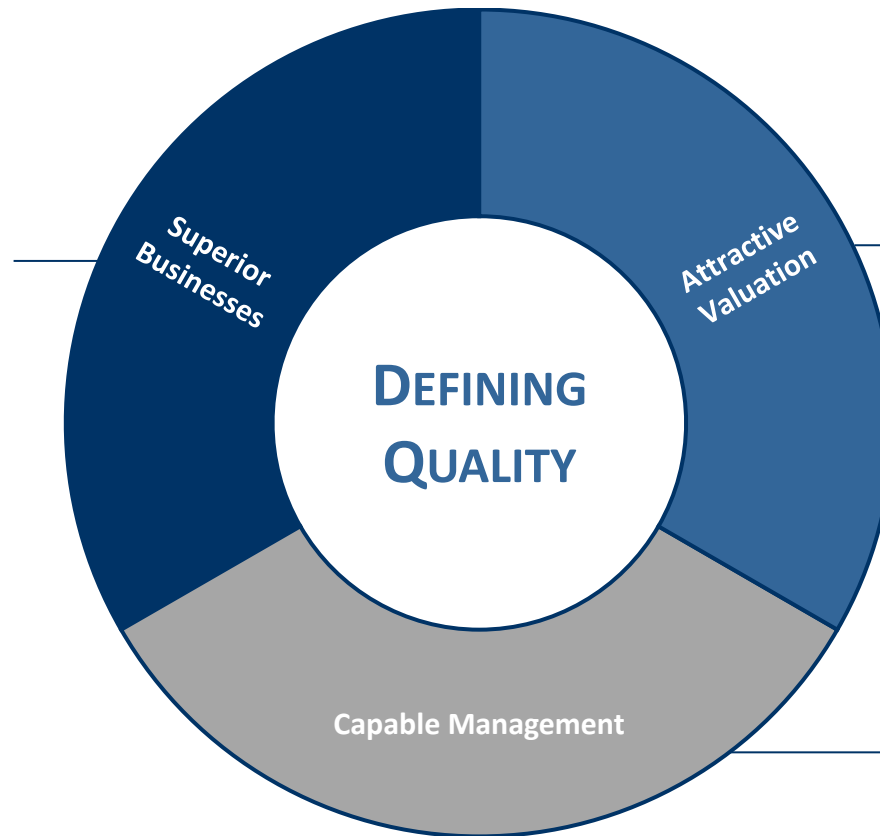 Superior
Businesses
Attractive
Valuation
DEFINING
QUALITY
Capable Management